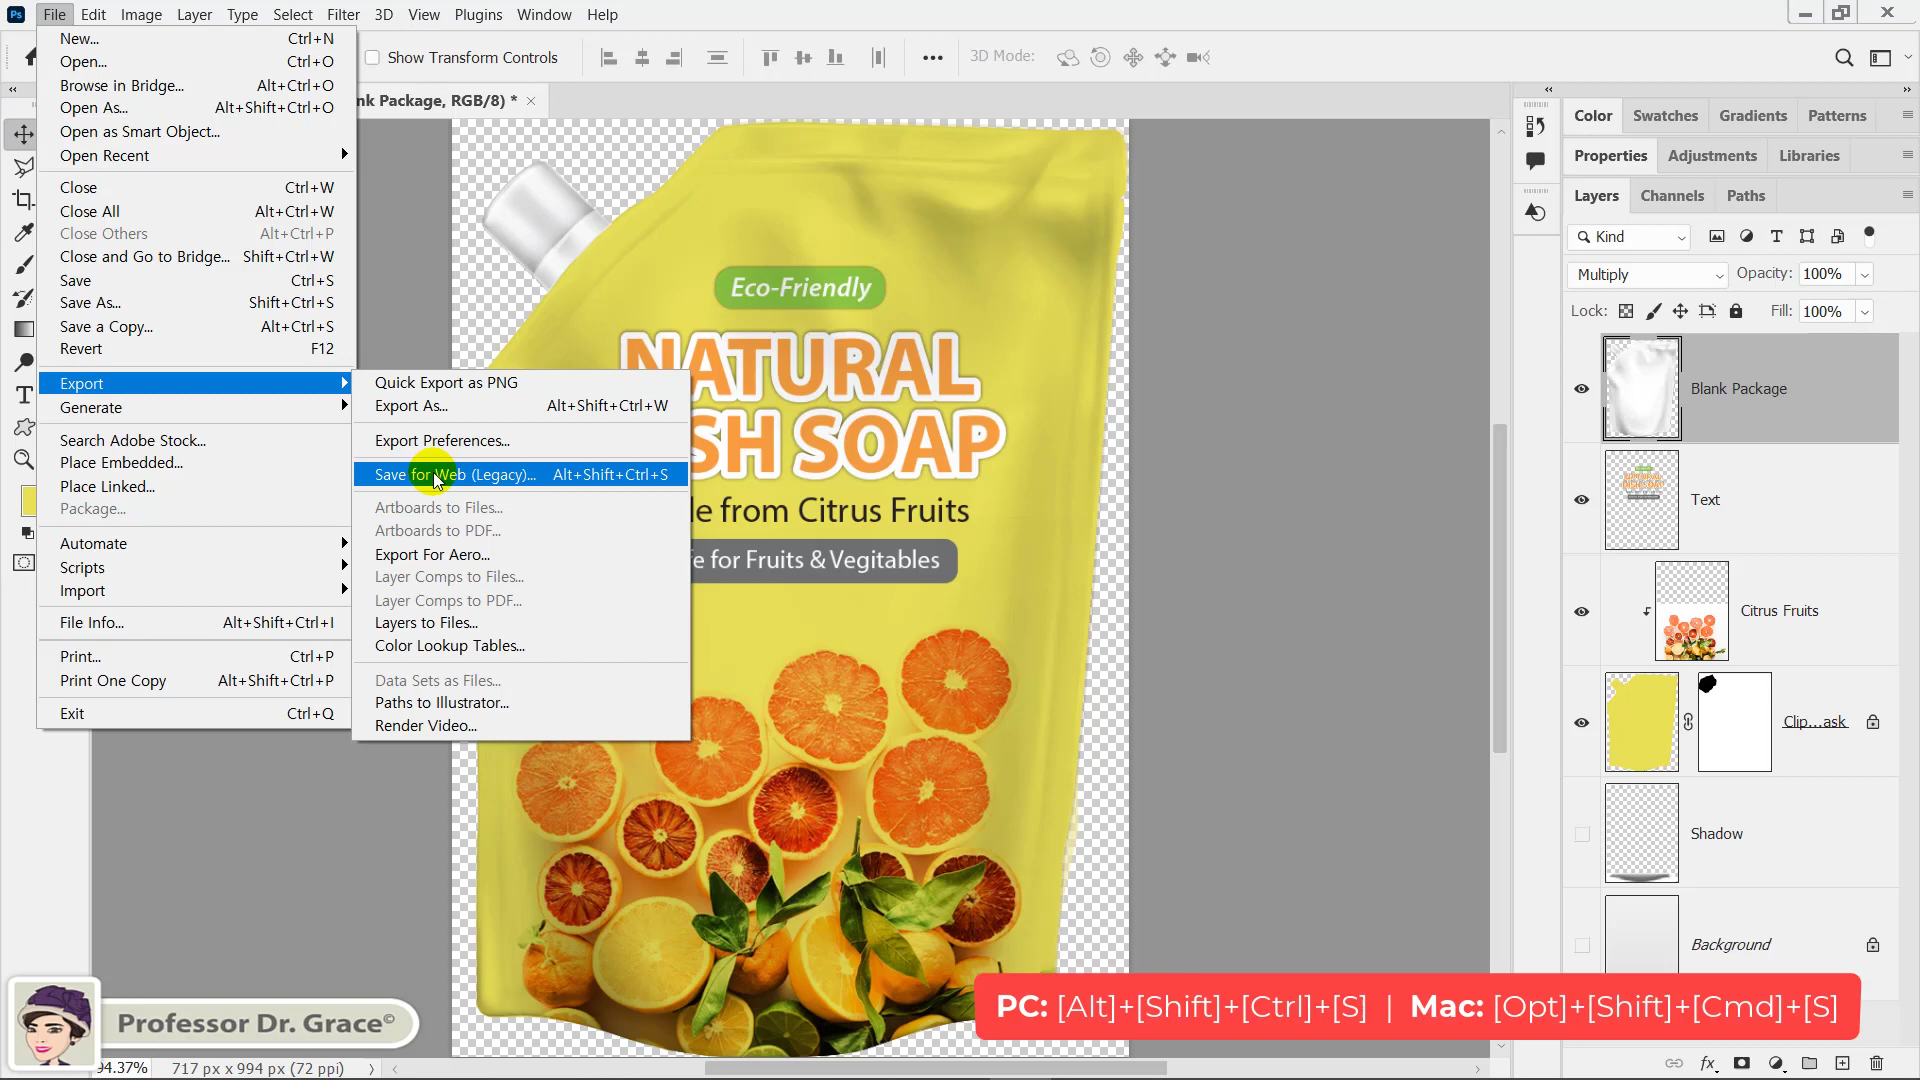 Ps File Edit Image Layer Type Select Filter 3D View Plugins Window Help
Show Transform Controls
3D Mode:
nk Package, RGB/8) *
New... Ctrl+N
Open... Ctrl+O
Browse in Bridge... Alt+Ctrl+O
Open As... Alt+Shift+Ctrl+O
Open as Smart Object...
Open Recent
Close Ctrl+W
Close All Alt+Ctrl+W
Close Others Alt+Ctrl+P
Close and Go to Bridge... Shift+Ctrl+W
Save Ctrl+S
Save As... Shift+Ctrl+S
Save a Copy... Alt+Ctrl+S
Revert F12
Export
Generate
Search Adobe Stock...
Place Embedded...
Place Linked...
Package...
Automate
Scripts
Import
File Info... Alt+Shift+Ctrl+I
Print... Ctrl+P
Print One Copy Alt+Shift+Ctrl+P
Exit Ctrl+Q
Quick Export as PNG
Export As... Alt+Shift+Ctrl+W
Export Preferences...
Save for Web (Legacy)... Alt+Shift+Ctrl+S
Artboards to Files...
Artboards to PDF...
Export For Aero...
Layer Comps to Files...
Layer Comps to PDF...
Layers to Files...
Color Lookup Tables...
Data Sets as Files...
Paths to Illustrator...
Render Video...
Eco-Friendly
NATURAL
SH SOAP
le from Citrus Fruits
fe for Fruits & Vegitables
Color Swatches Gradients Patterns
Properties Adjustments Libraries
Layers Channels Paths
Kind
Multiply Opacity: 100%
Lock: Fill: 100%
Blank Package
Text
Citrus Fruits
Clip...ask
Shadow
Background
fx
PC: [Alt]+[Shift]+[Ctrl]+[S] | Mac: [Opt]+[Shift]+[Cmd]+[S]
Professor Dr. Grace©
94.37% 717 px x 994 px (72 ppi)